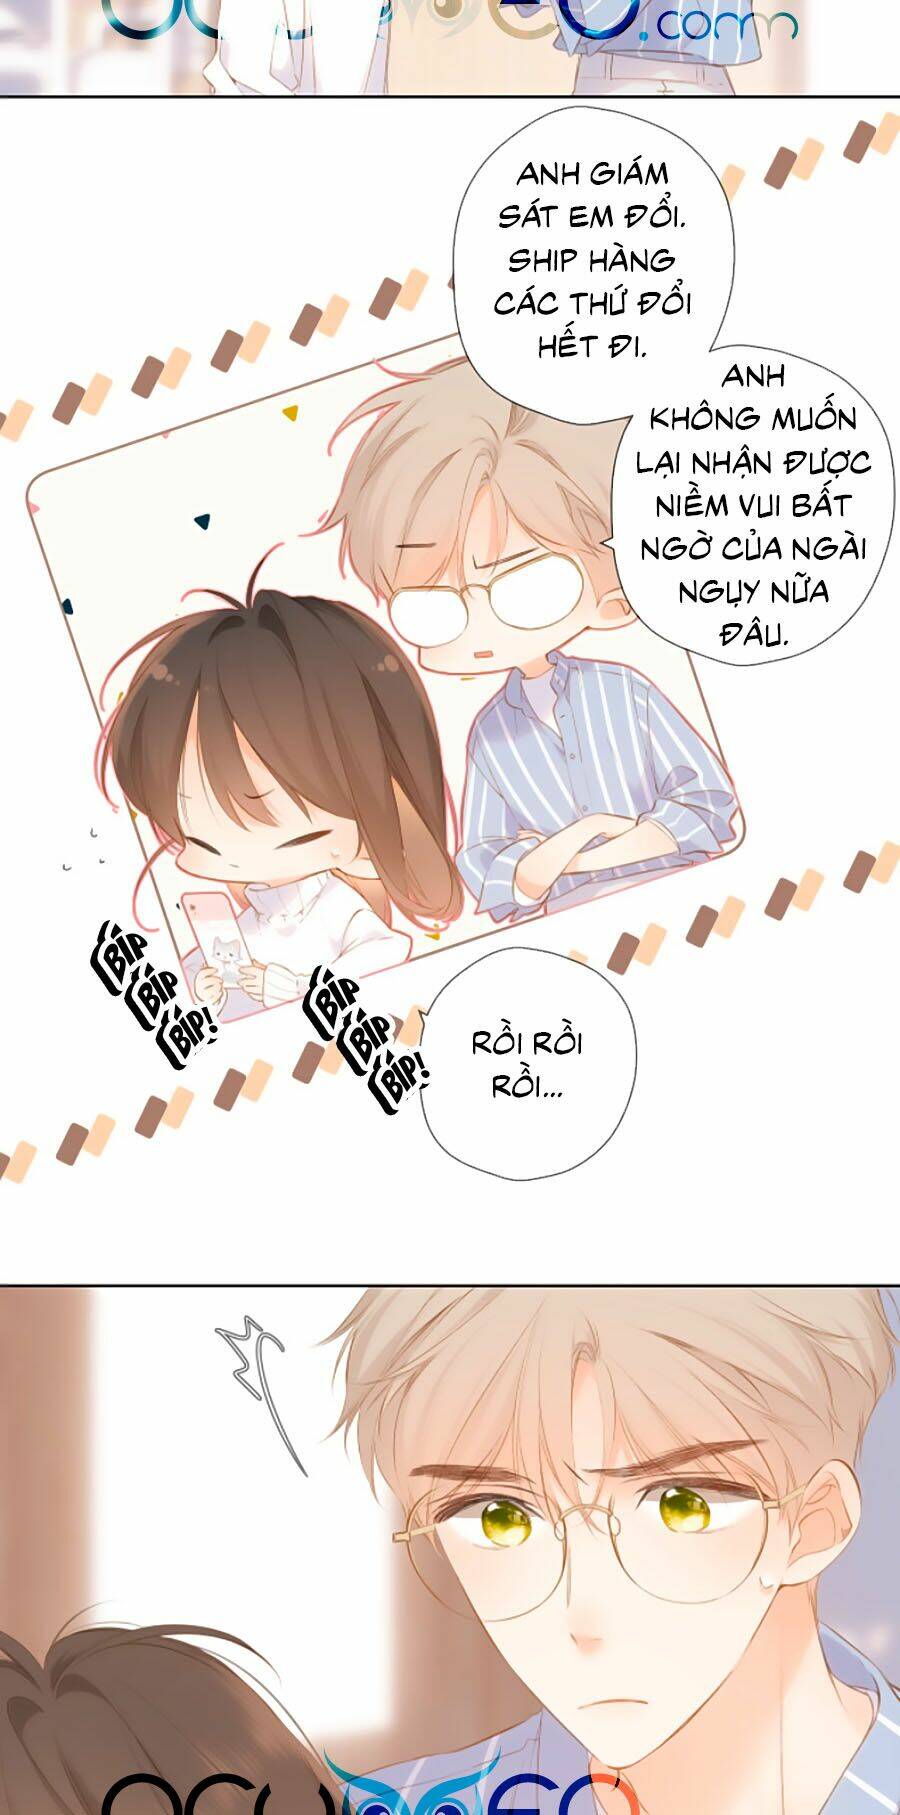 ANH GIÁM
SÁT EM ĐỔI.
SHIP HÀNG
CÁC THỨ ĐỔI
HẾT ĐI.
ANH
KHÔNG MUỐN
LẠI NHẬN ĐƯỢC
NIỀM VUI BẤT
NGỜ CỦA NGÀI
NGỤY NỮA
ĐÂU.
BÍP
BÍP
BÍP!
BÍP
BÍP
BÍP!
RỒI RỒI
RỒI...